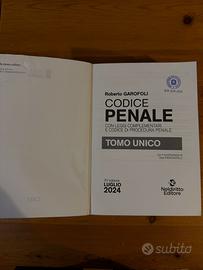 Roberto GAROFOLI
CODICE
PENALE
CON LEGGI COMPLEMENTARI
E CODICE DI PROCEDURA PENALE
TOMO UNICO
LUGLIO
2024
Neldiritto
Editore
subito